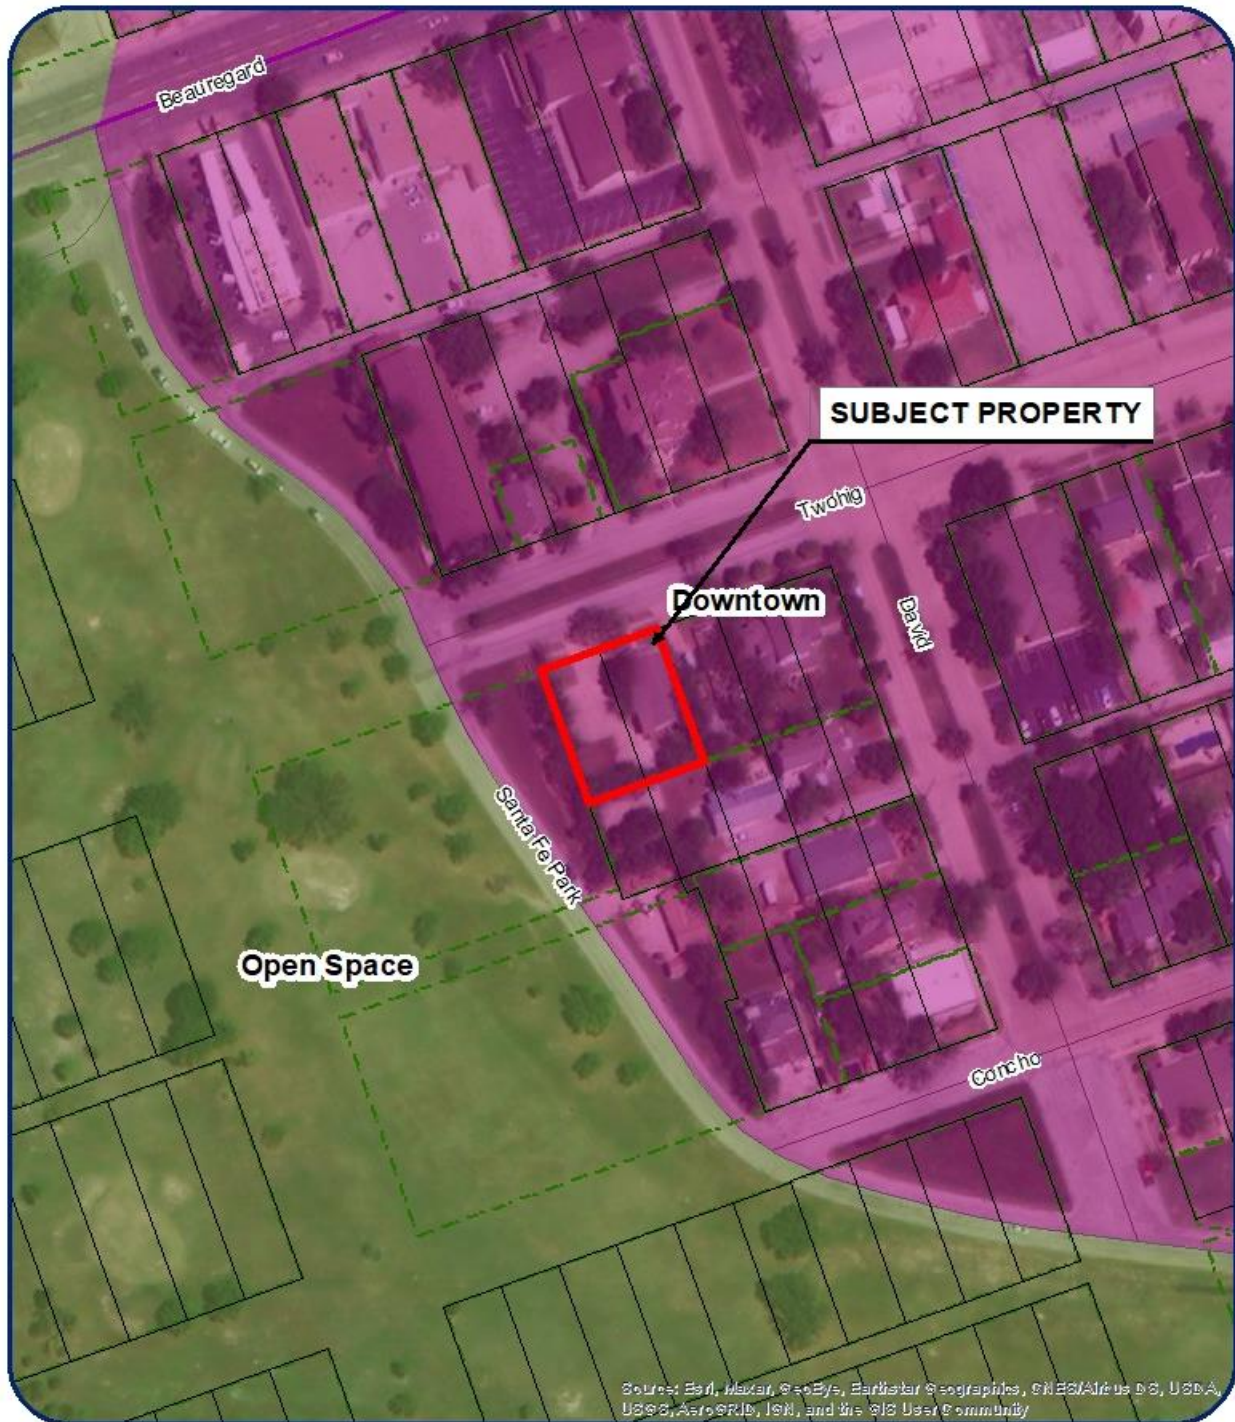 Beauregard
SUBJECT PROPERTY
Twohig
Downtown
David
Santa Fe Park
Open Space
Concho
Source: Esri, Maxar, GeoEye, Earthstar Geographics, CNES/Airbus DS, USDA,
USGS, AeroGRID, IGN, and the GIS User Community